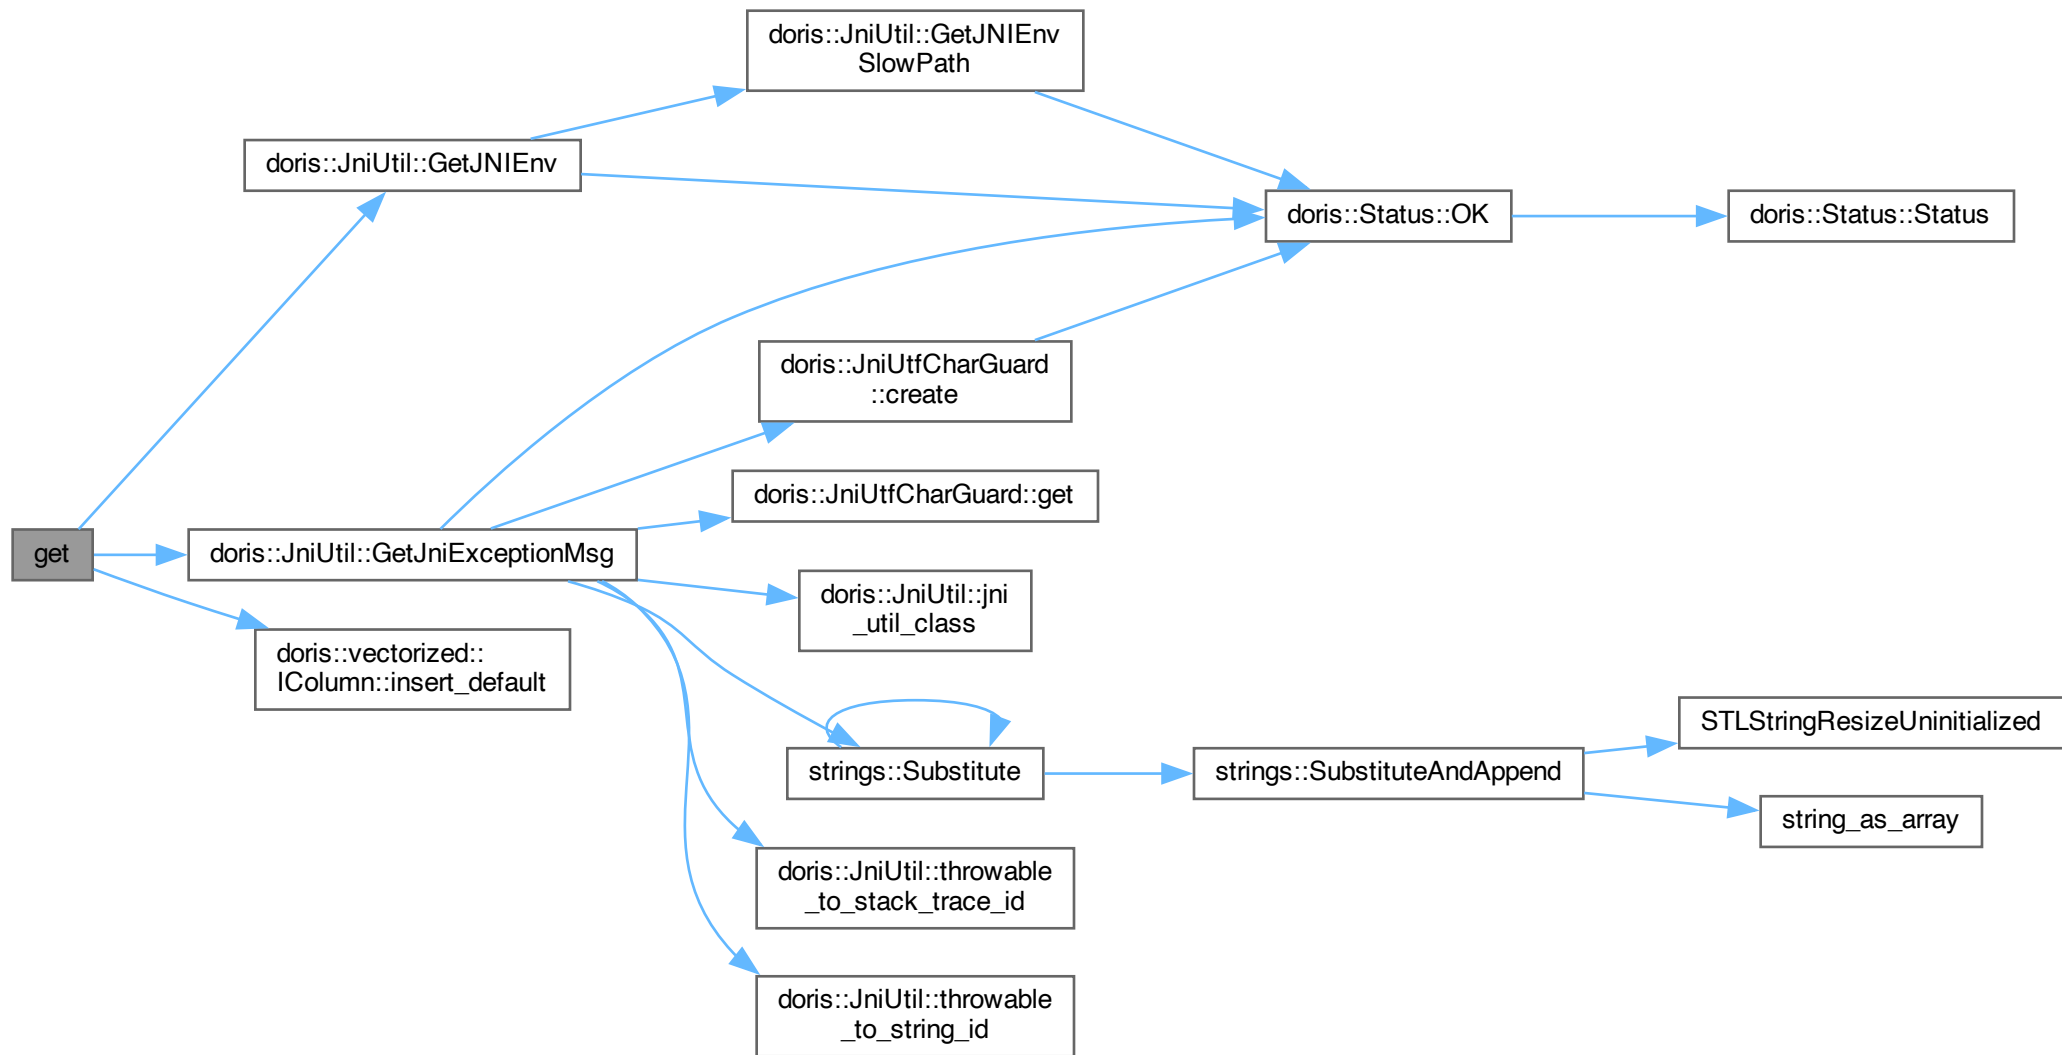 doris::JniUtil::GetJNIEnv
SlowPath
doris::JniUtil::GetJNIEnv
doris::Status::OK
doris::Status::Status
doris::JniUtfCharGuard
::create
doris::JniUtfCharGuard::get
get
doris::JniUtil::GetJniExceptionMsg
doris::JniUtil::jni
_util_class
doris::vectorized::
IColumn::insert_default
STLStringResizeUninitialized
strings::Substitute
strings::SubstituteAndAppend
string_as_array
doris::JniUtil::throwable
_to_stack_trace_id
doris::JniUtil::throwable
_to_string_id